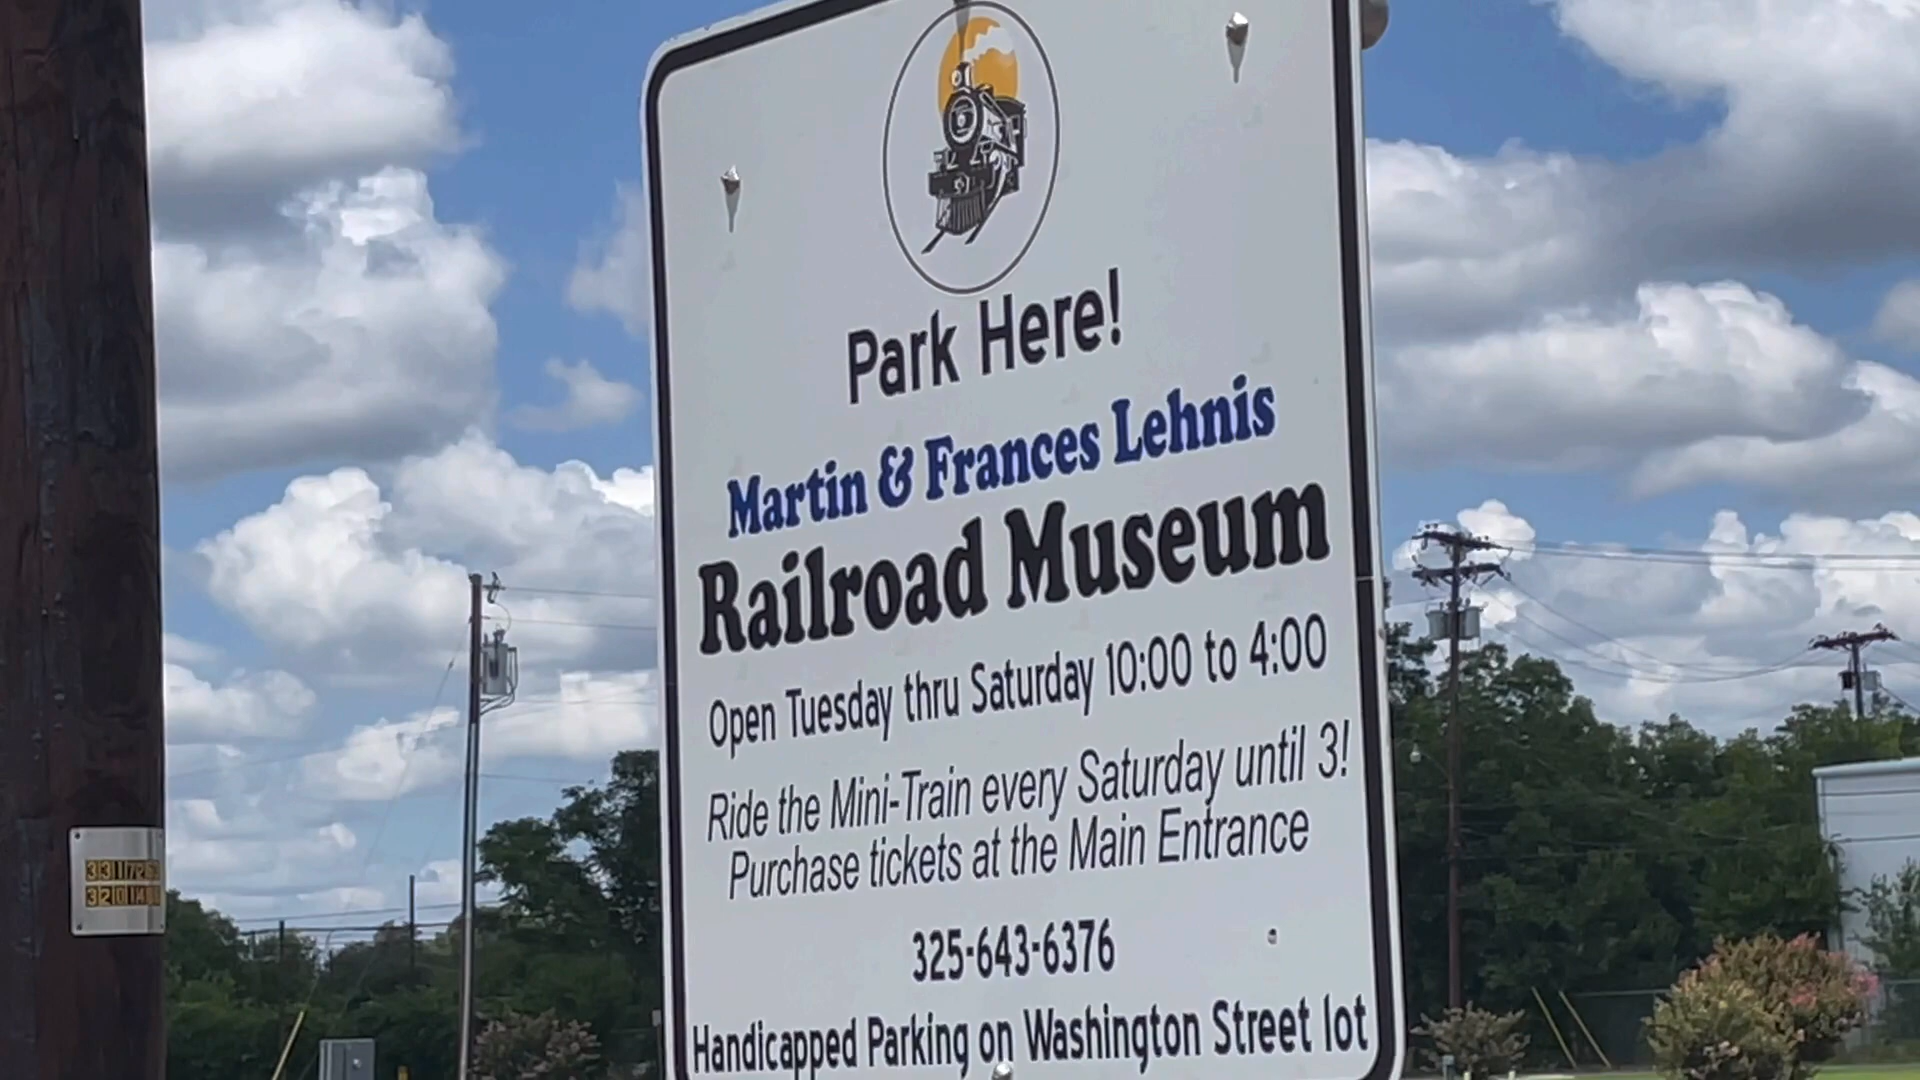 Park Here!
Martin & Frances Lehnis
Railroad Museum
Open Tuesday thru Saturday 10:00 to 4:00
Ride the Mini-Train every Saturday until 3!
Purchase tickets at the Main Entrance
325-643-6376
Handicapped Parking on Washington Street lot